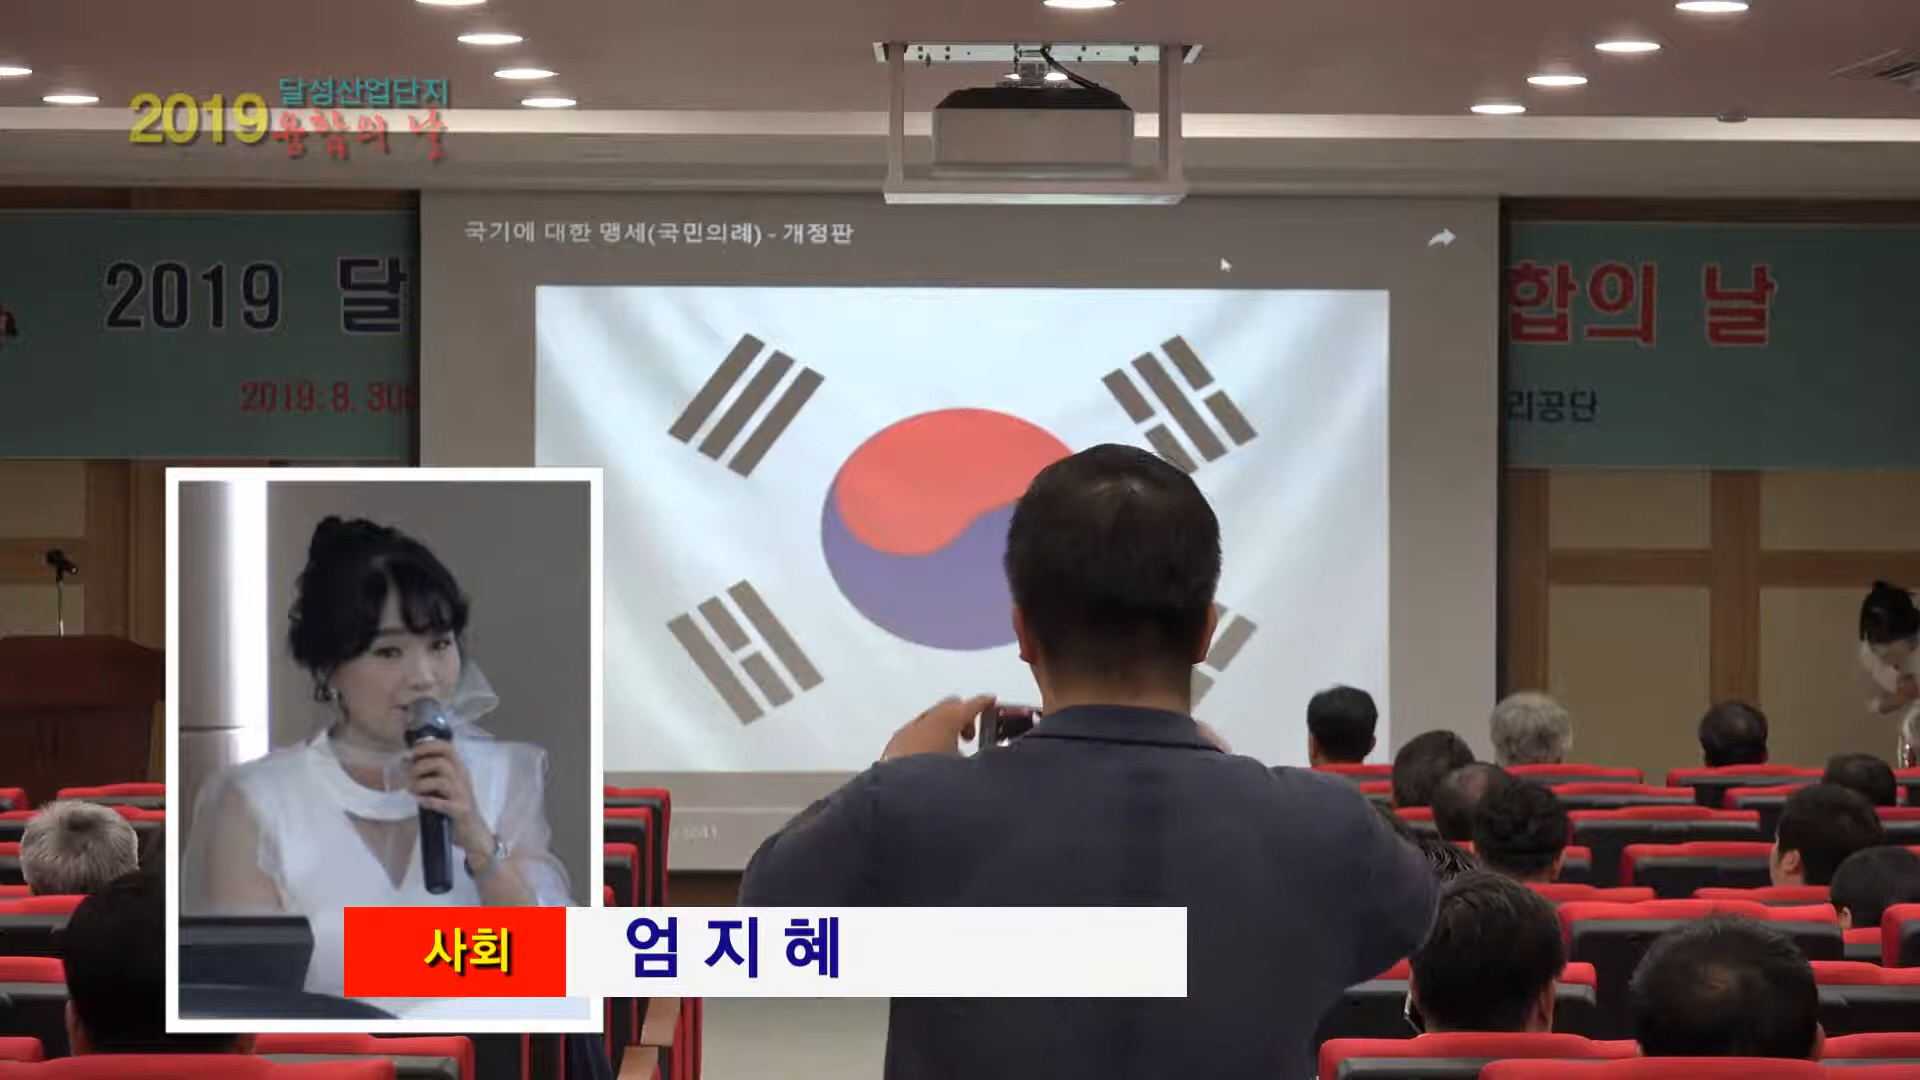 달성산업단지
2019 융합의 날
국기에 대한 맹세(국민의례) - 개정판
2019 달
합의 날
2019. 8. 30(
리공단
사회
엄지혜